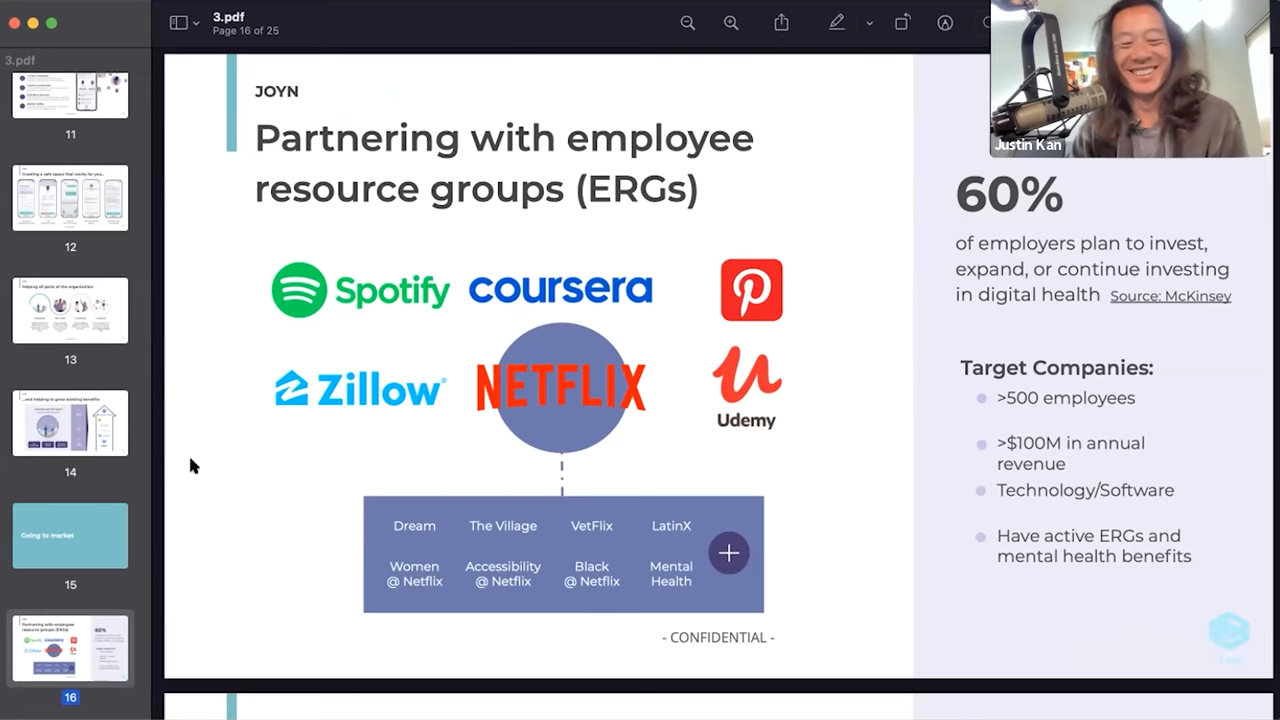 3.pdf
Page 16 of 25
3.pdf
11
12
13
14
Going to market
15
16
JOYN
Partnering with employee
resource groups (ERGs)
Spotify
coursera
Zillow
NETFLIX
Udemy
Dream
The Village
VetFlix
LatinX
Women
@ Netflix
Accessibility
@ Netflix
Black
@ Netflix
Mental
Health
- CONFIDENTIAL -
Justin Kan
60%
of employers plan to invest,
expand, or continue investing
in digital health Source: McKinsey
Target Companies:
>500 employees
>$100M in annual
revenue
Technology/Software
Have active ERGs and
mental health benefits